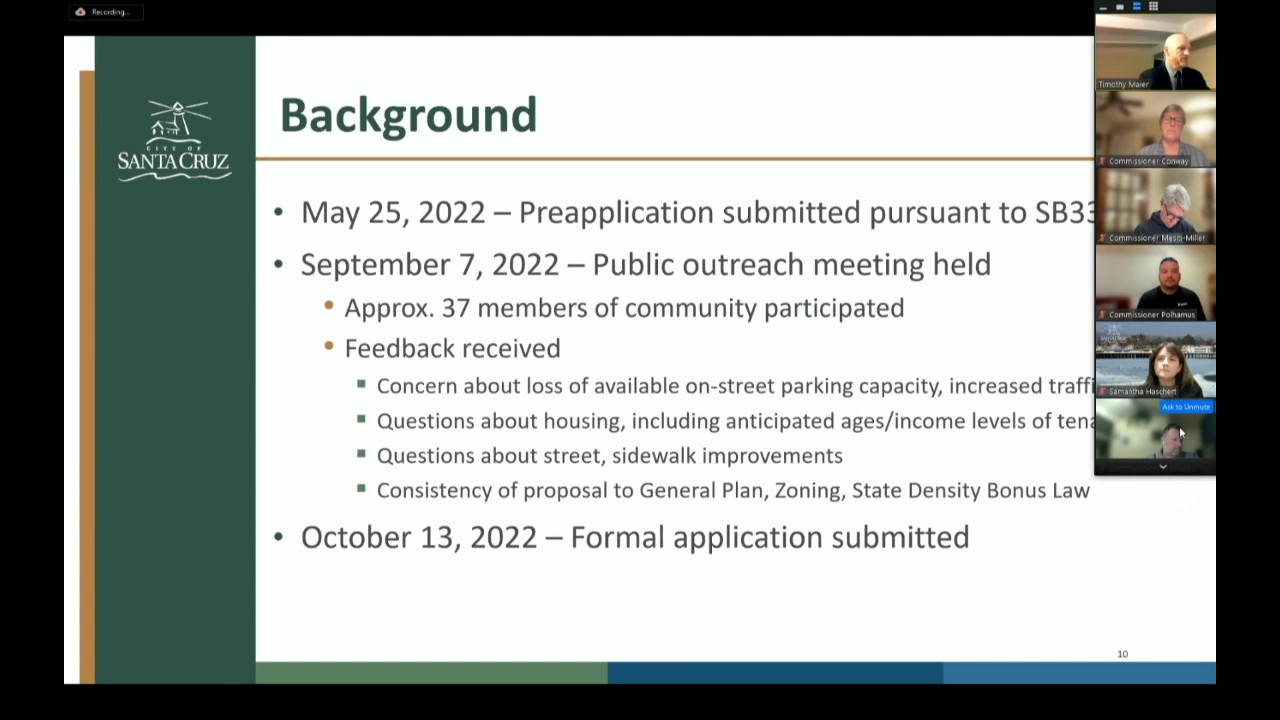 Recording...
CITY OF
SANTA CRUZ
Background
• May 25, 2022 – Preapplication submitted pursuant to SB33
• September 7, 2022 – Public outreach meeting held
• Approx. 37 members of community participated
• Feedback received
▪ Concern about loss of available on-street parking capacity, increased traffi
▪ Questions about housing, including anticipated ages/income levels of tena
▪ Questions about street, sidewalk improvements
▪ Consistency of proposal to General Plan, Zoning, State Density Bonus Law
• October 13, 2022 – Formal application submitted
10
Timothy Maier
Commissioner Conway
Commissioner Mesiti-Miller
Commissioner Polhamus
Samantha Haschert
Ask to Unmute